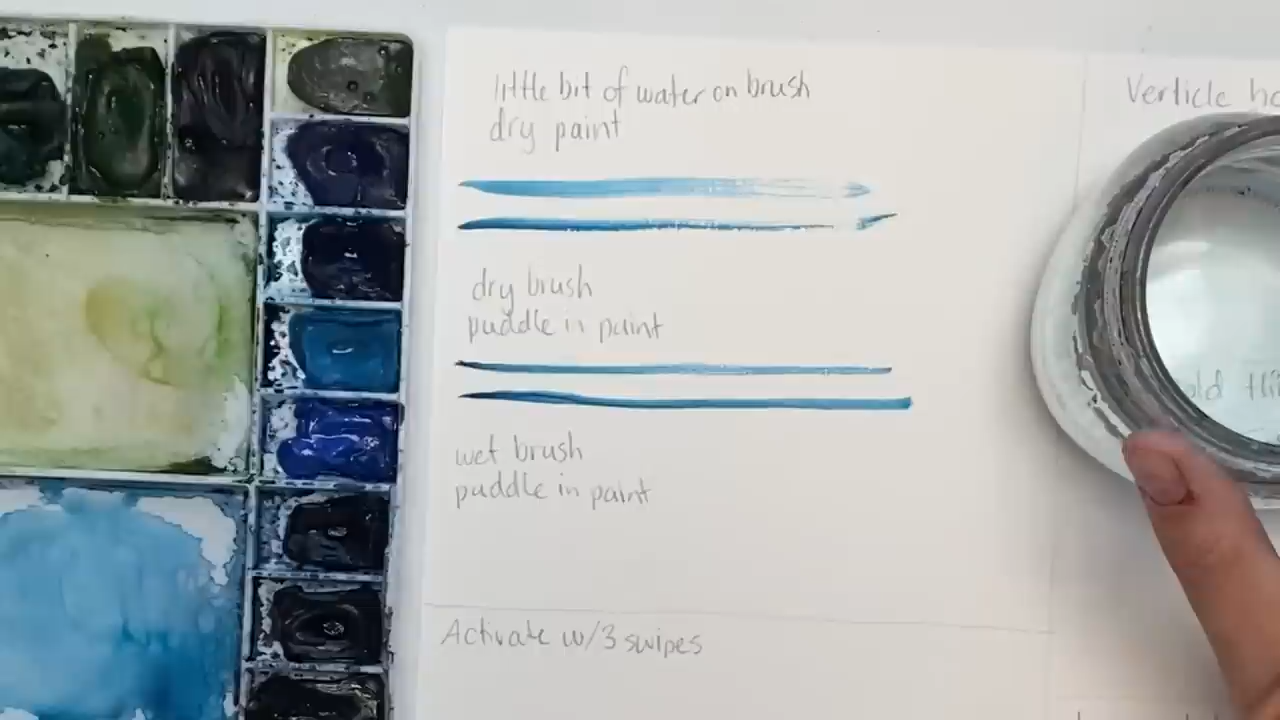 little bit of water on brush
dry paint
dry brush
puddle in paint
wet brush
puddle in paint
Activate w/3 swipes
Verticle